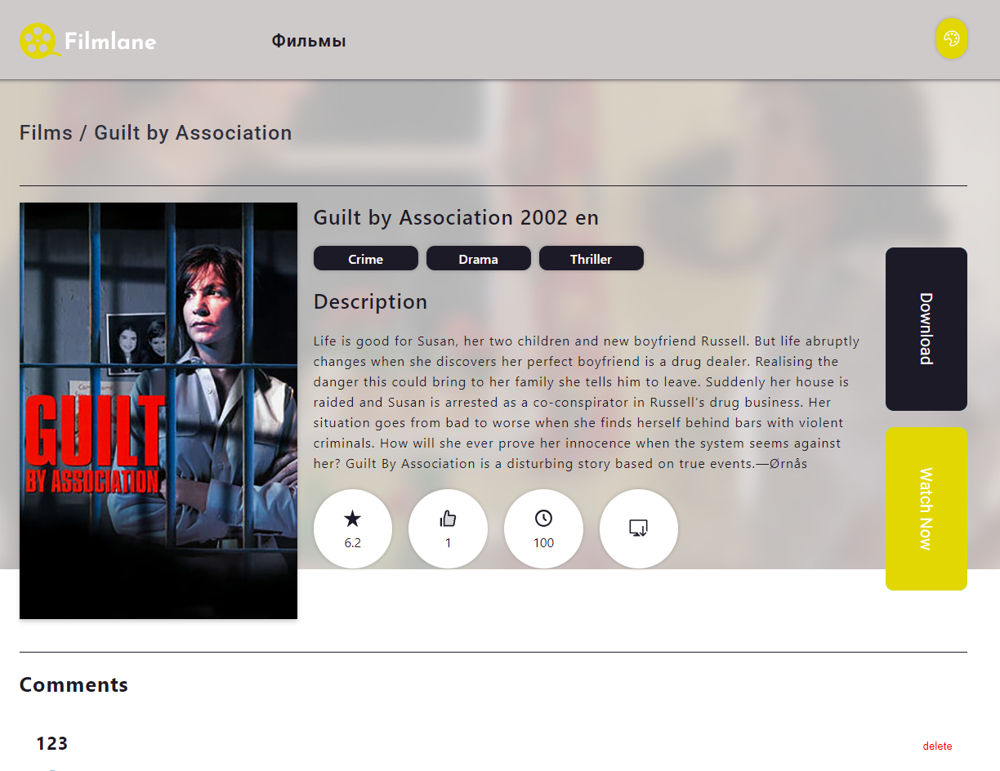 Filmlane
Фильмы
Films / Guilt by Association
GUILT
BY ASSOCIATION
Guilt by Association 2002 en
Crime
Drama
Thriller
Description
Life is good for Susan, her two children and new boyfriend Russell. But life abruptly
changes when she discovers her perfect boyfriend is a drug dealer. Realising the
danger this could bring to her family she tells him to leave. Suddenly her house is
raided and Susan is arrested as a co-conspirator in Russell's drug business. Her
situation goes from bad to worse when she finds herself behind bars with violent
criminals. How will she ever prove her innocence when the system seems against
her? Guilt By Association is a disturbing story based on true events.—Ørnås
6.2
1
100
Download
Watch Now
Comments
123
delete